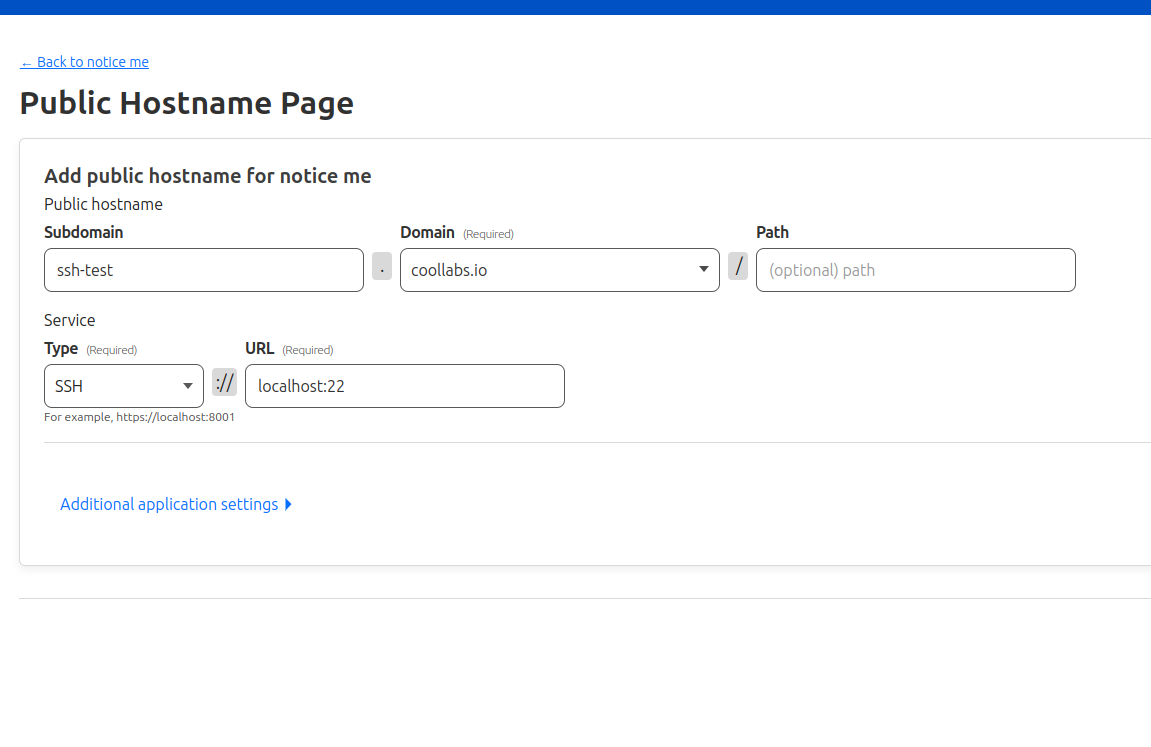 ← Back to notice me
Public Hostname Page
Add public hostname for notice me
Public hostname
Subdomain
Domain (Required)
Path
ssh-test
.
coollabs.io
/
(optional) path
Service
Type (Required)
URL (Required)
SSH
://
localhost:22
For example, https://localhost:8001
Additional application settings